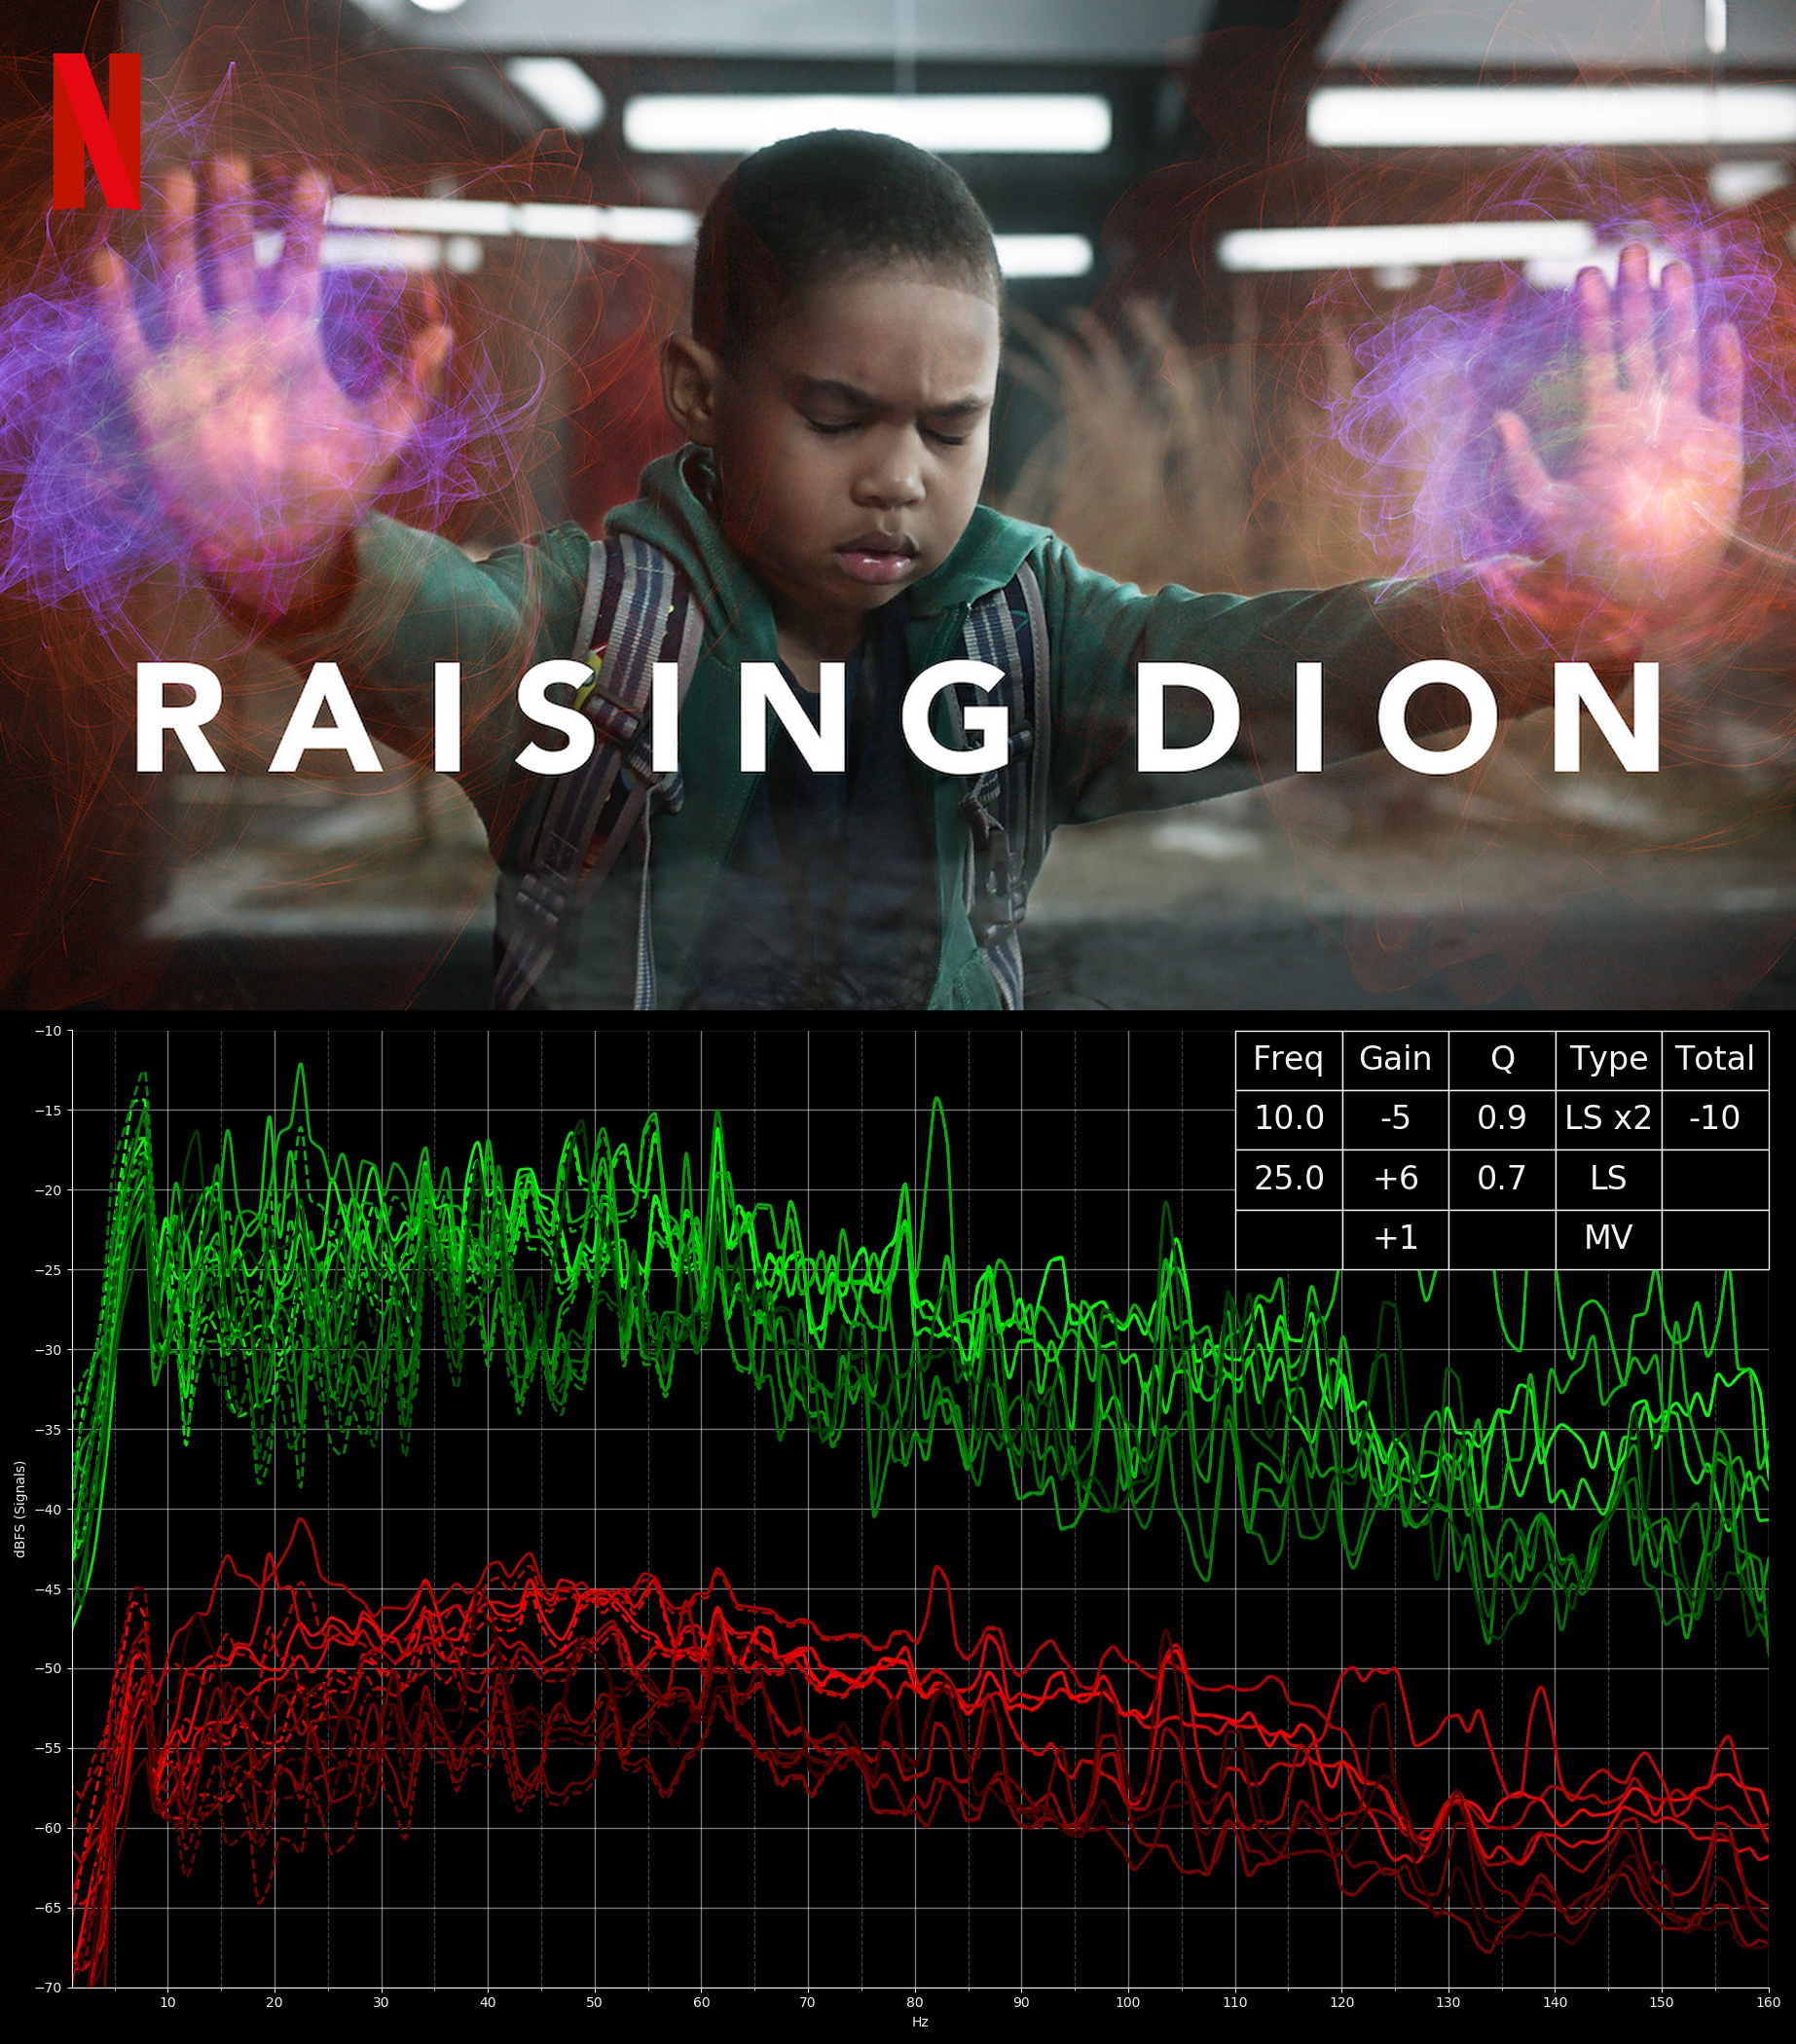 N
RAISING DION
Freq Gain Q Type Total
10.0 -5 0.9 LS x2 -10
25.0 +6 0.7 LS
+1 MV
−10
−15
−20
−25
−30
−35
−40
−45
−50
−55
−60
−65
−70
dBFS (Signals)
10 20 30 40 50 60 70 80 90 100 110 120 130 140 150 160
Hz